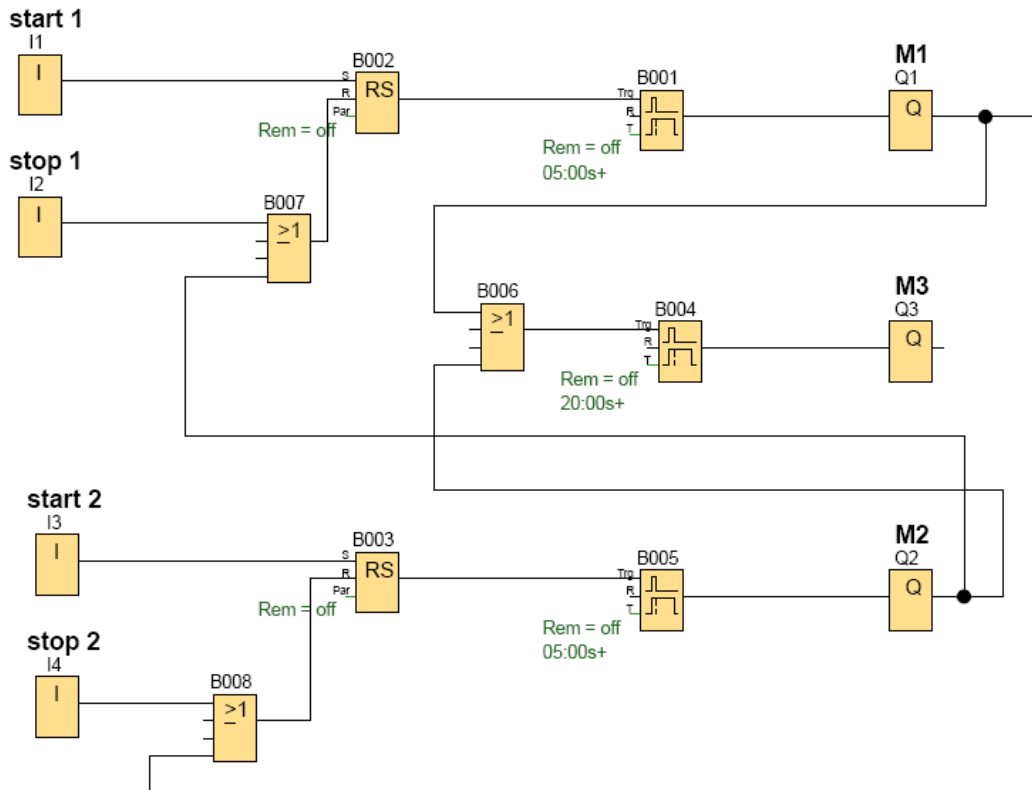 start 1
I1
I
B002
S
R
Par
RS
Rem = off
B001
Trg
R
T
Rem = off
05:00s+
M1
Q1
Q
stop 1
I2
I
B007
≥1
B006
≥1
B004
Trg
R
T
Rem = off
20:00s+
M3
Q3
Q
start 2
I3
I
B003
S
R
Par
RS
Rem = off
B005
Trg
R
T
Rem = off
05:00s+
M2
Q2
Q
stop 2
I4
I
B008
≥1